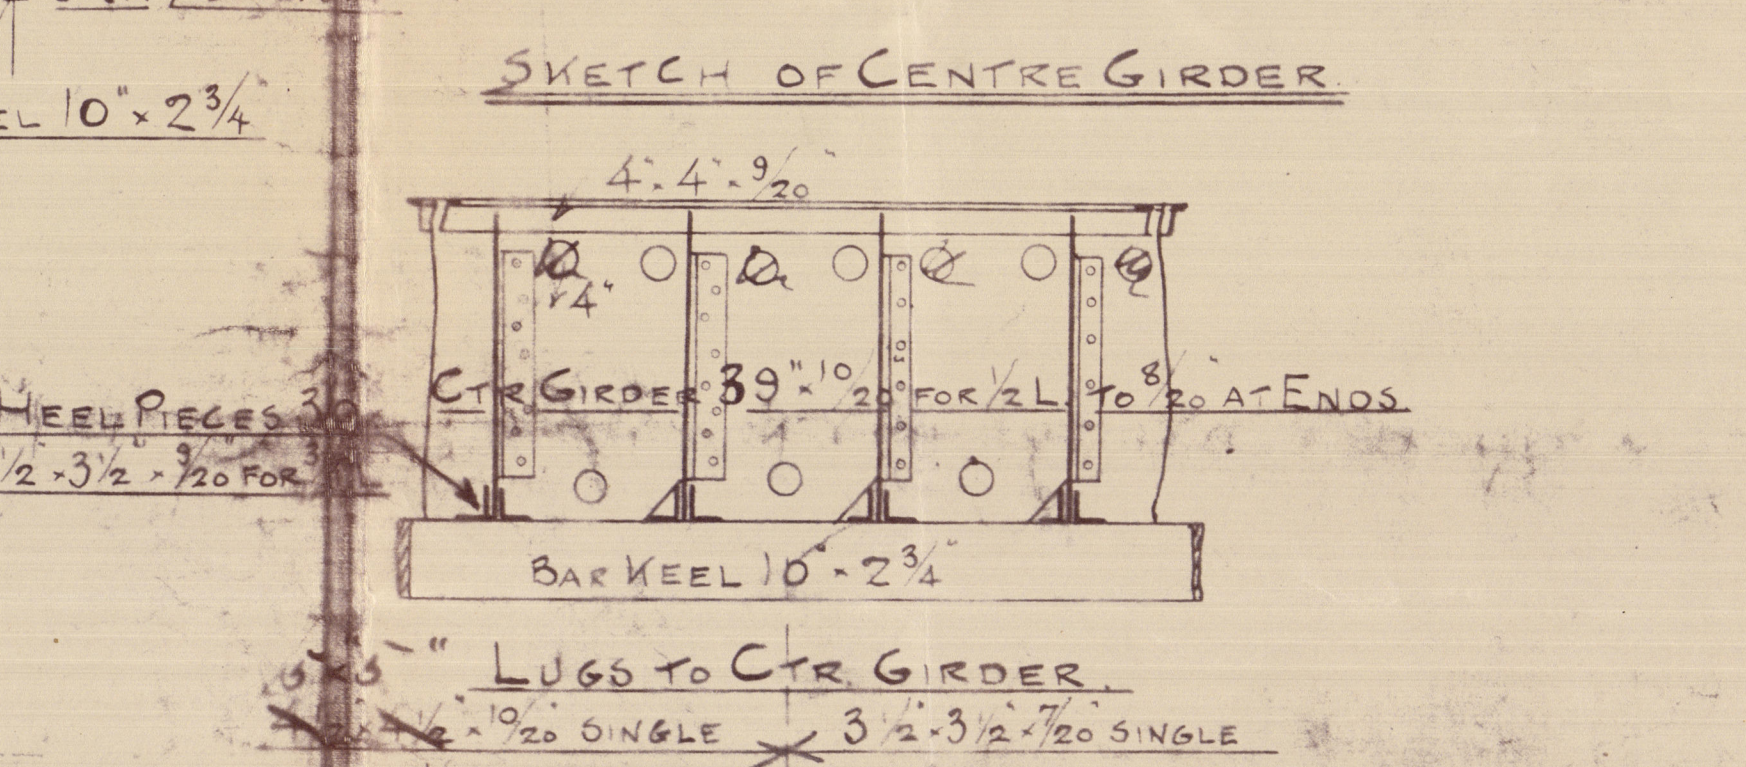 SKETCH OF CENTRE GIRDER.
10" x 2 3/4"
4" x 4" x 9/20"
4"
CTR GIRDER 39" x 10/20 FOR 1/2 L. TO 8/20" AT ENDS.
HEEL PIECES
1/2" x 3 1/2" x 9/20" FOR
BAR KEEL 10" x 2 3/4"
LUGS TO CTR. GIRDER.
10/20" SINGLE
3 1/2" x 3 1/2" x 7/20" SINGLE